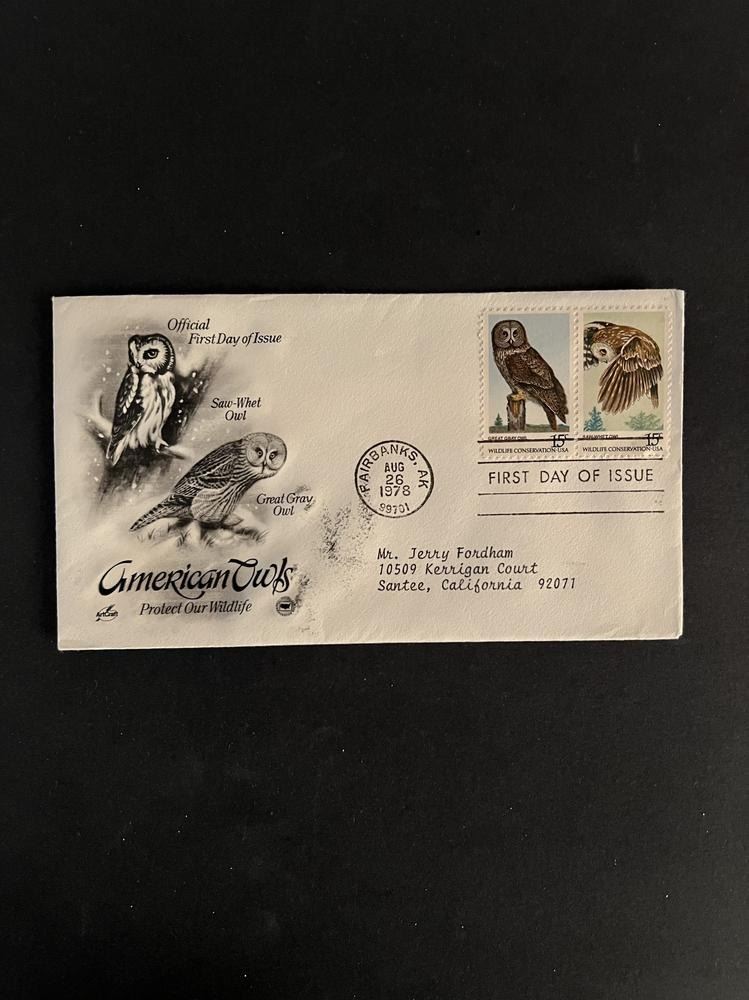 Official
First Day of Issue
Saw-Whet
Owl
Great Gray
Owl
American Owls
Protect Our Wildlife
ArtCraft
FAIRBANKS, AK
AUG
26
1978
99701
GREAT GRAY OWL 15c
WILDLIFE CONSERVATION·USA
SAW-WHET OWL 15c
WILDLIFE CONSERVATION·USA
FIRST DAY OF ISSUE
Mr. Jerry Fordham
10509 Kerrigan Court
Santee, California 92071